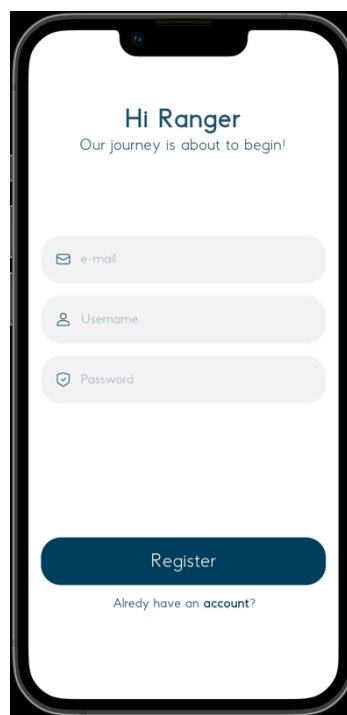 Hi Ranger
Our journey is about to begin!
e-mail
Username
Password
Register
Alredy have an account?